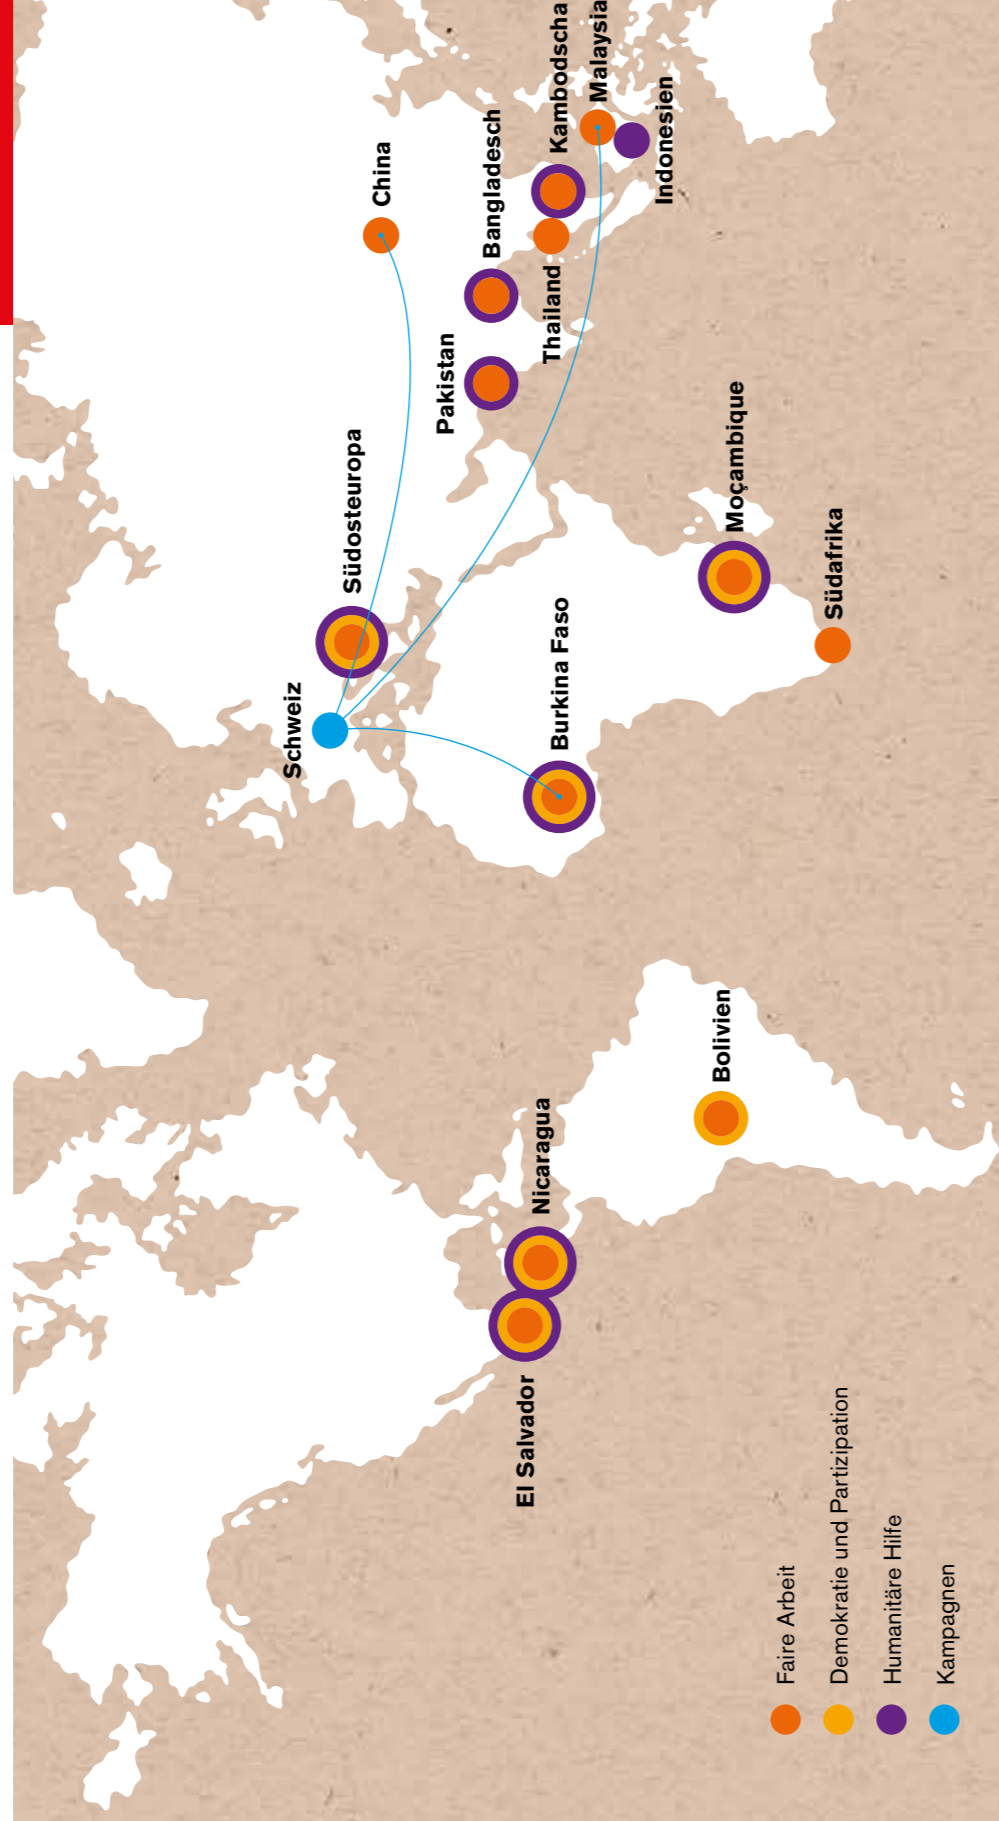 Schweiz
Südosteuropa
China
Pakistan
Bangladesch
Thailand
Kambodscha
Malaysia
Indonesien
El Salvador
Nicaragua
Burkina Faso
Bolivien
Moçambique
Südafrika
Faire Arbeit
Demokratie und Partizipation
Humanitäre Hilfe
Kampagnen